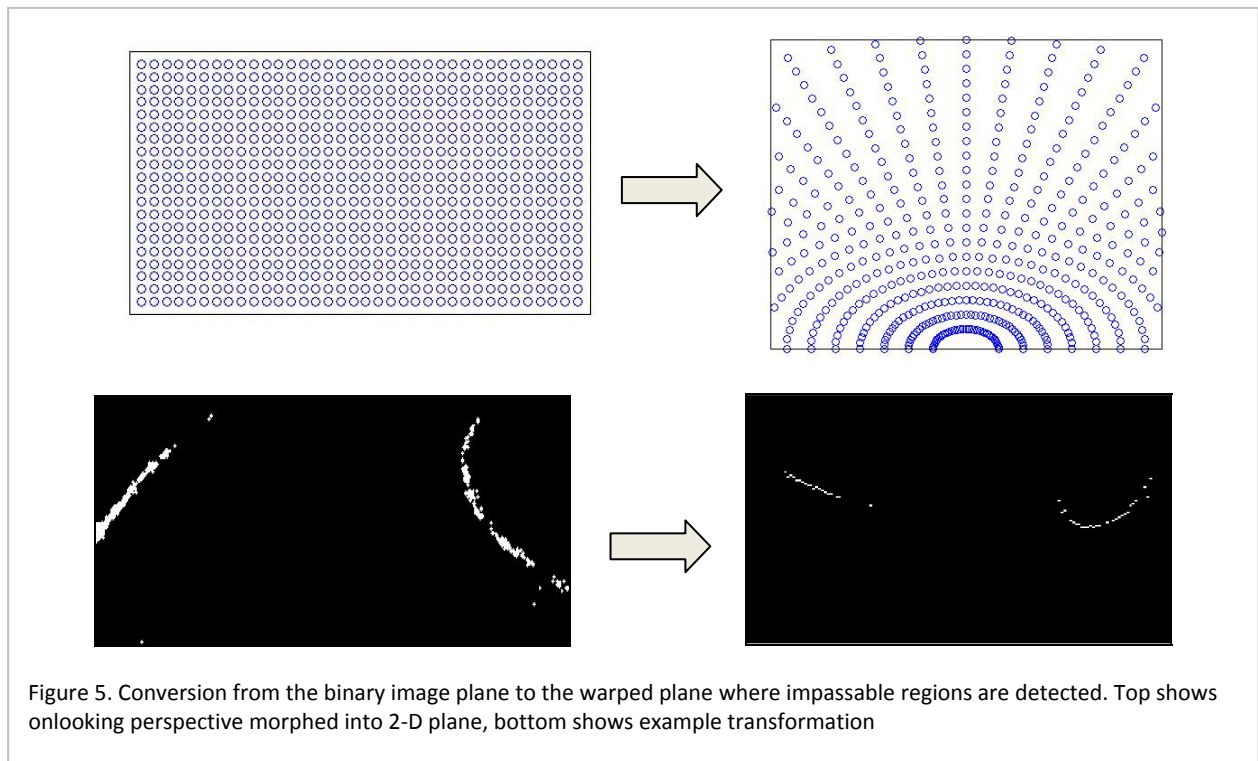 Figure 5. Conversion from the binary image plane to the warped plane where impassable regions are detected. Top shows
onlooking perspective morphed into 2-D plane, bottom shows example transformation